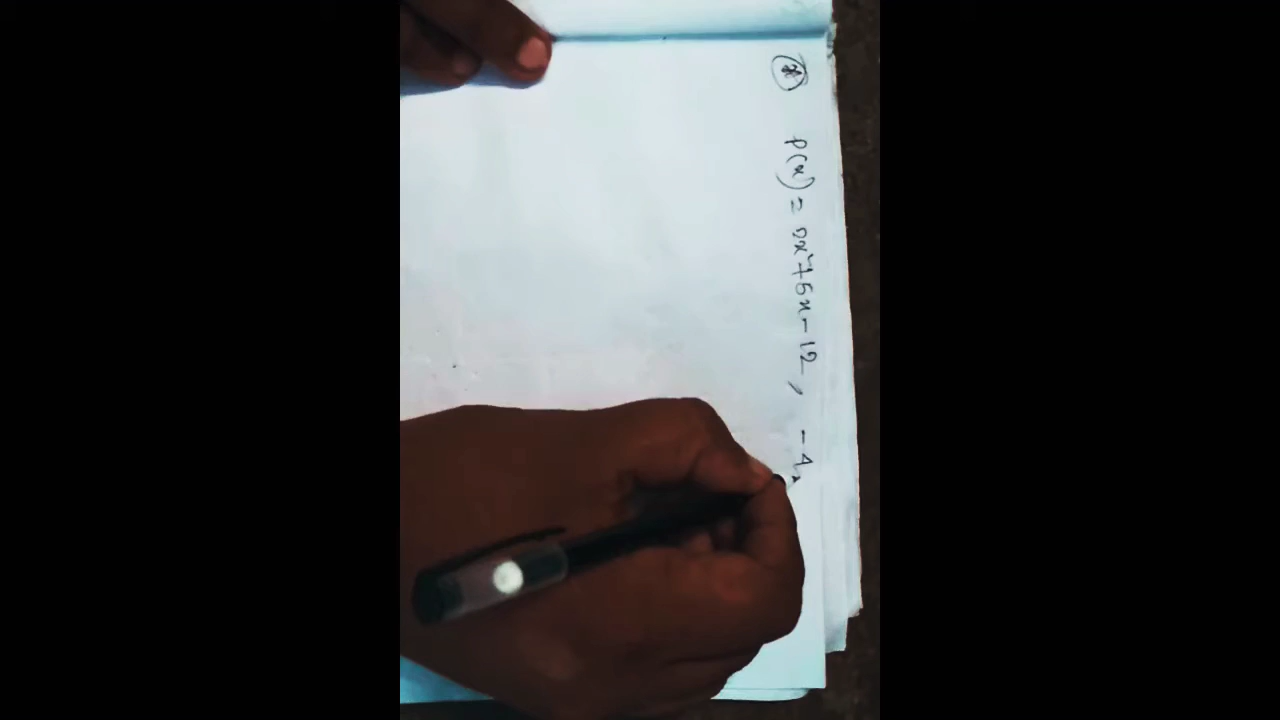 * P(x) = 2x²+5x-12, -4,